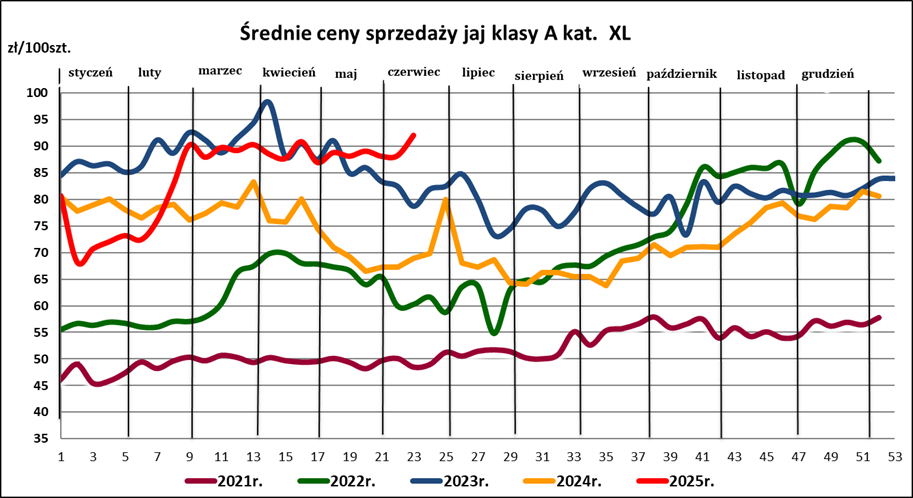 Średnie ceny sprzedaży jaj klasy A kat. XL
zł/100szt.
styczeń luty marzec kwiecień maj czerwiec lipiec sierpień wrzesień październik listopad grudzień
100
95
90
85
80
75
70
65
60
55
50
45
40
35
1 3 5 7 9 11 13 15 17 19 21 23 25 27 29 31 33 35 37 39 41 43 45 47 49 51 53
2021r. 2022r. 2023r. 2024r. 2025r.